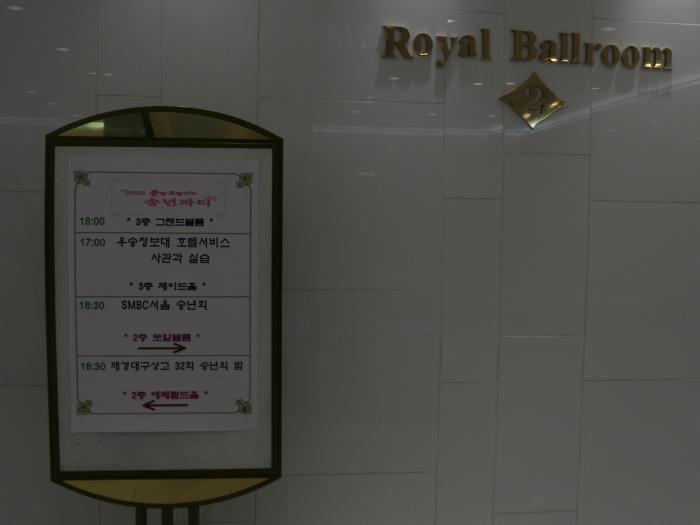 Royal Ballroom
2
송년파티
18:00 * 3층 그랜드볼룸 *
17:00 우송정보대 호텔서비스
사관과 실습
* 3층 제이드홀 *
18:30 SMBC서울 송년회
* 2층 로얄볼룸 *
18:30 재경대구상고 32회 송년의 밤
* 2층 에메랄드홀 *